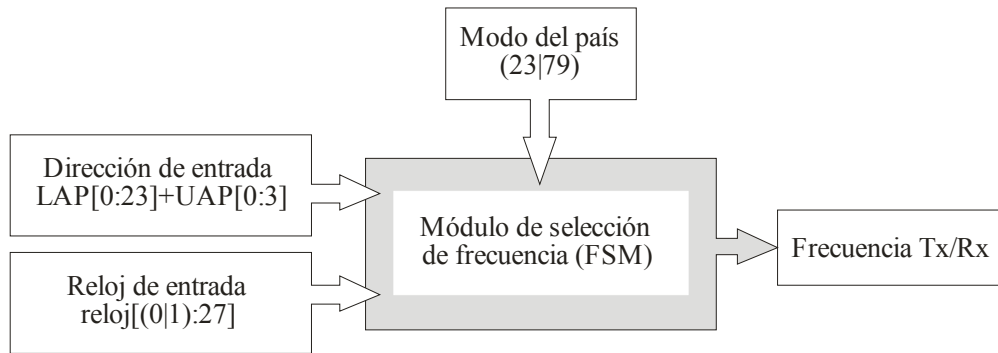 Modo del país
(23|79)
Dirección de entrada
LAP[0:23]+UAP[0:3]
Módulo de selección
de frecuencia (FSM)
Frecuencia Tx/Rx
Reloj de entrada
reloj[(0|1):27]